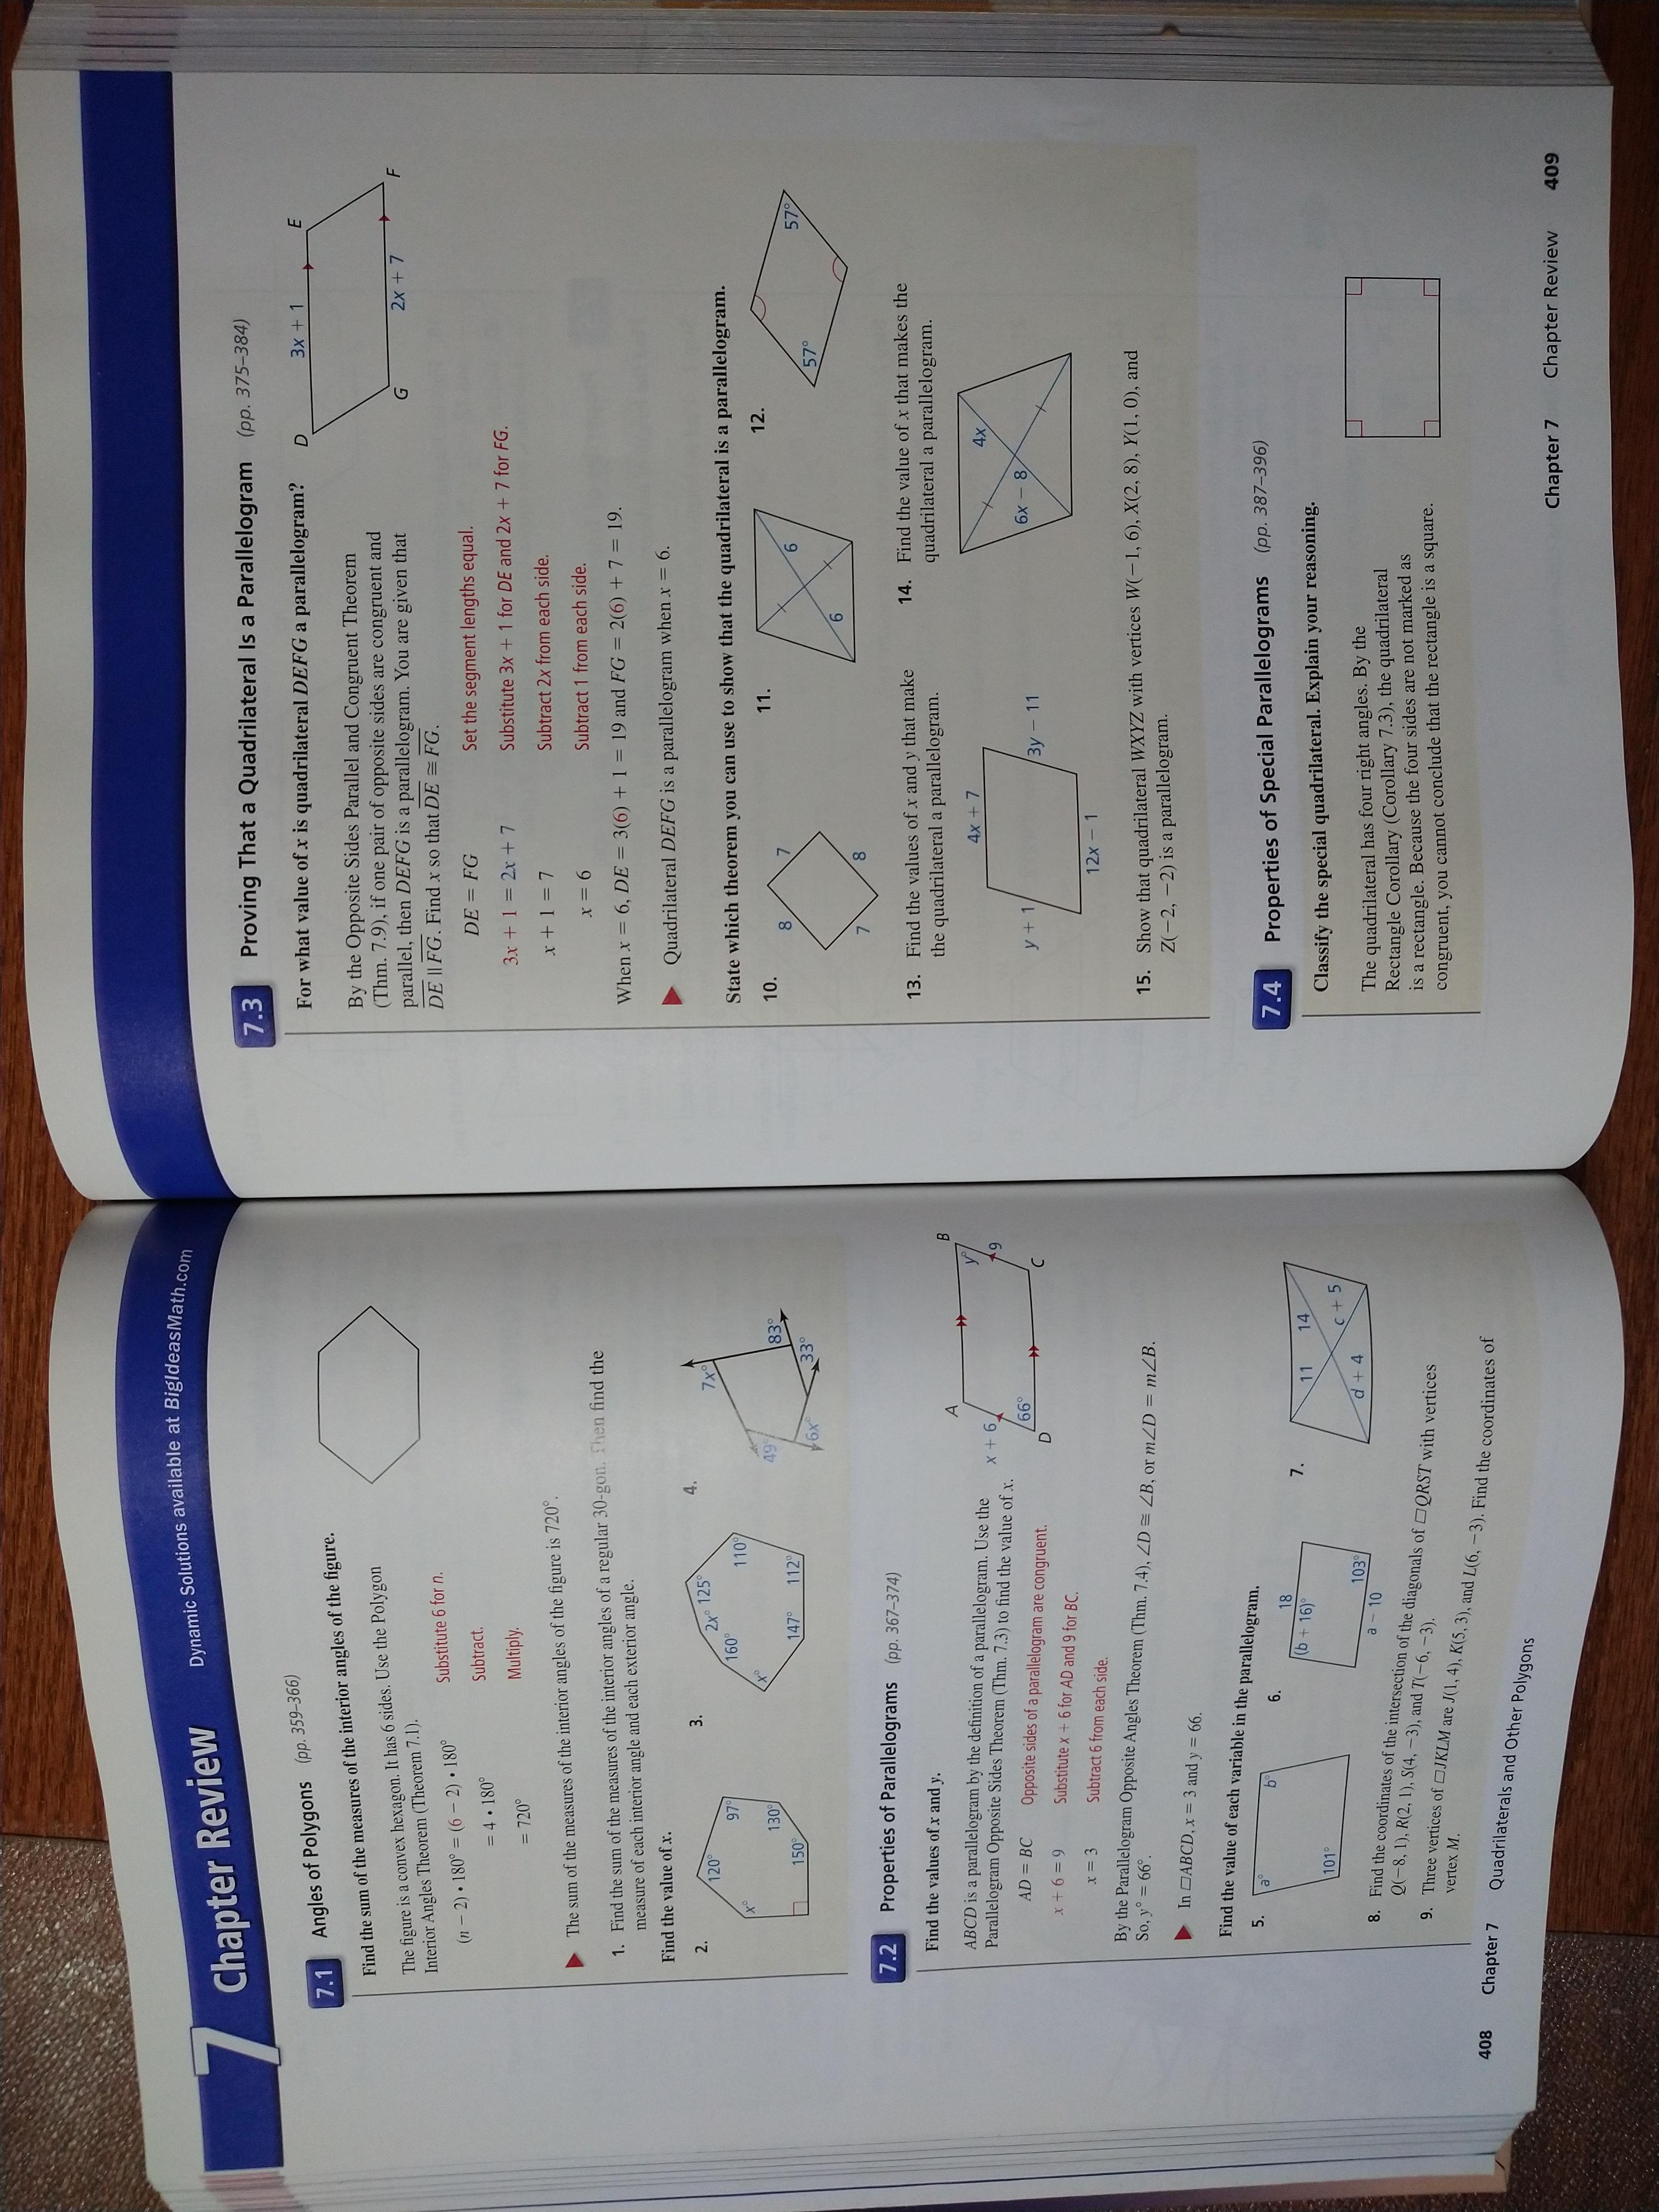 7 Chapter Review Dynamic Solutions available at BigIdeasMath.com
7.1 Angles of Polygons (pp. 359–366)
Find the sum of the measures of the interior angles of the figure.
The figure is a convex hexagon. It has 6 sides. Use the Polygon
Interior Angles Theorem (Theorem 7.1).
(n − 2) • 180° = (6 − 2) • 180° Substitute 6 for n.
= 4 • 180° Subtract.
= 720° Multiply.
The sum of the measures of the interior angles of the figure is 720°.
1. Find the sum of the measures of the interior angles of a regular 30-gon. Then find the
measure of each interior angle and each exterior angle.
Find the value of x.
2.
120°
97°
x°
130°
150°
3.
2x° 125°
160°
110°
x°
147° 112°
4.
7x°
49°
83°
6x°
33°
7.2 Properties of Parallelograms (pp. 367–374)
Find the values of x and y.
ABCD is a parallelogram by the definition of a parallelogram. Use the
Parallelogram Opposite Sides Theorem (Thm. 7.3) to find the value of x.
AD = BC Opposite sides of a parallelogram are congruent.
x + 6 = 9 Substitute x + 6 for AD and 9 for BC.
x = 3 Subtract 6 from each side.
A B
y°
x + 6
9
66°
D C
By the Parallelogram Opposite Angles Theorem (Thm. 7.4), ∠D ≅ ∠B, or m∠D = m∠B.
So, y° = 66°.
In ▱ABCD, x = 3 and y = 66.
Find the value of each variable in the parallelogram.
5.
a° b°
101°
6.
18
(b + 16)°
103°
a − 10
7.
11 14
c + 5
d + 4
8. Find the coordinates of the intersection of the diagonals of ▱QRST with vertices
Q(−8, 1), R(2, 1), S(4, −3), and T(−6, −3).
9. Three vertices of ▱JKLM are J(1, 4), K(5, 3), and L(6, −3). Find the coordinates of
vertex M.
408 Chapter 7 Quadrilaterals and Other Polygons
7.3 Proving That a Quadrilateral Is a Parallelogram (pp. 375–384)
For what value of x is quadrilateral DEFG a parallelogram?
By the Opposite Sides Parallel and Congruent Theorem
(Thm. 7.9), if one pair of opposite sides are congruent and
parallel, then DEFG is a parallelogram. You are given that
DE ∥ FG. Find x so that DE ≅ FG.
D 3x + 1 E
G 2x + 7 F
DE = FG Set the segment lengths equal.
3x + 1 = 2x + 7 Substitute 3x + 1 for DE and 2x + 7 for FG.
x + 1 = 7 Subtract 2x from each side.
x = 6 Subtract 1 from each side.
When x = 6, DE = 3(6) + 1 = 19 and FG = 2(6) + 7 = 19.
Quadrilateral DEFG is a parallelogram when x = 6.
State which theorem you can use to show that the quadrilateral is a parallelogram.
10.
8 7
7 8
11.
6
6
12.
57°
57°
13. Find the values of x and y that make
the quadrilateral a parallelogram.
4x + 7
y + 1 3y − 11
12x − 1
14. Find the value of x that makes the
quadrilateral a parallelogram.
4x
6x − 8
15. Show that quadrilateral WXYZ with vertices W(−1, 6), X(2, 8), Y(1, 0), and
Z(−2, −2) is a parallelogram.
7.4 Properties of Special Parallelograms (pp. 387–396)
Classify the special quadrilateral. Explain your reasoning.
The quadrilateral has four right angles. By the
Rectangle Corollary (Corollary 7.3), the quadrilateral
is a rectangle. Because the four sides are not marked as
congruent, you cannot conclude that the rectangle is a square.
Chapter 7 Chapter Review 409